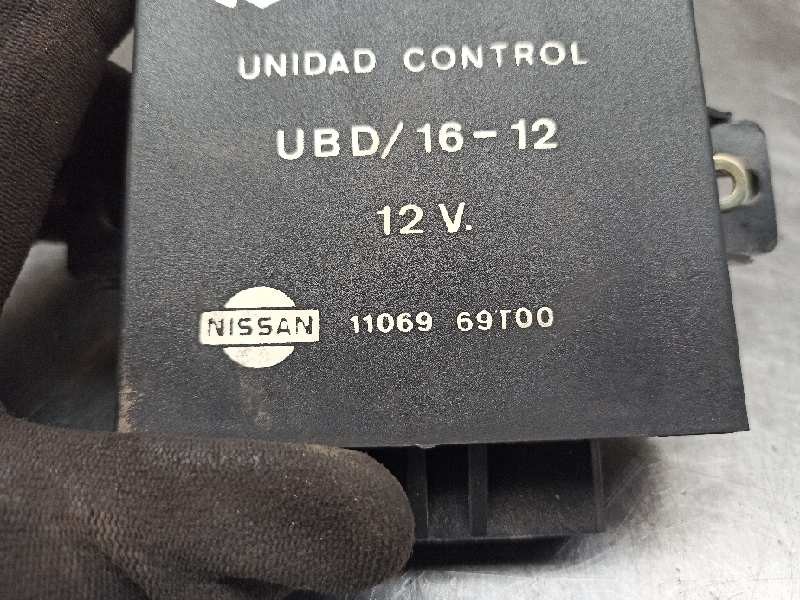 UNIDAD CONTROL
UBD/16-12
12 V.
NISSAN 11069 69T00